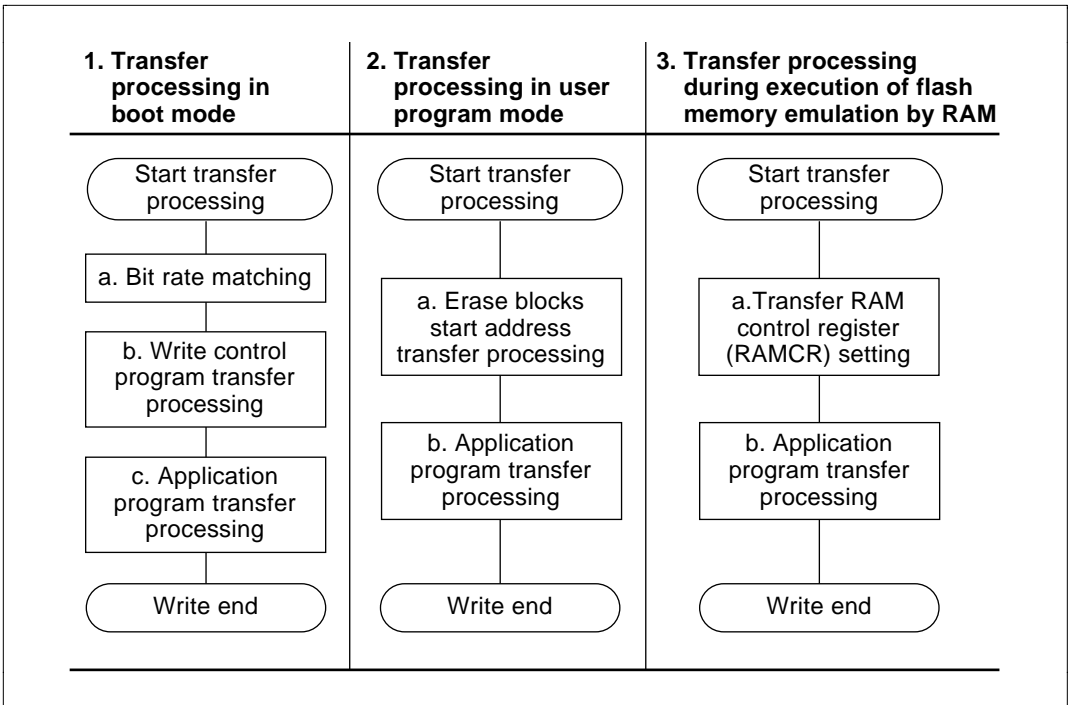 1. Transfer
processing in
boot mode
2. Transfer
processing in user
program mode
3. Transfer processing
during execution of flash
memory emulation by RAM
Start transfer
processing
a. Bit rate matching
b. Write control
program transfer
processing
c. Application
program transfer
processing
Write end
Start transfer
processing
a. Erase blocks
start address
transfer processing
b. Application
program transfer
processing
Write end
Start transfer
processing
a.Transfer RAM
control register
(RAMCR) setting
b. Application
program transfer
processing
Write end